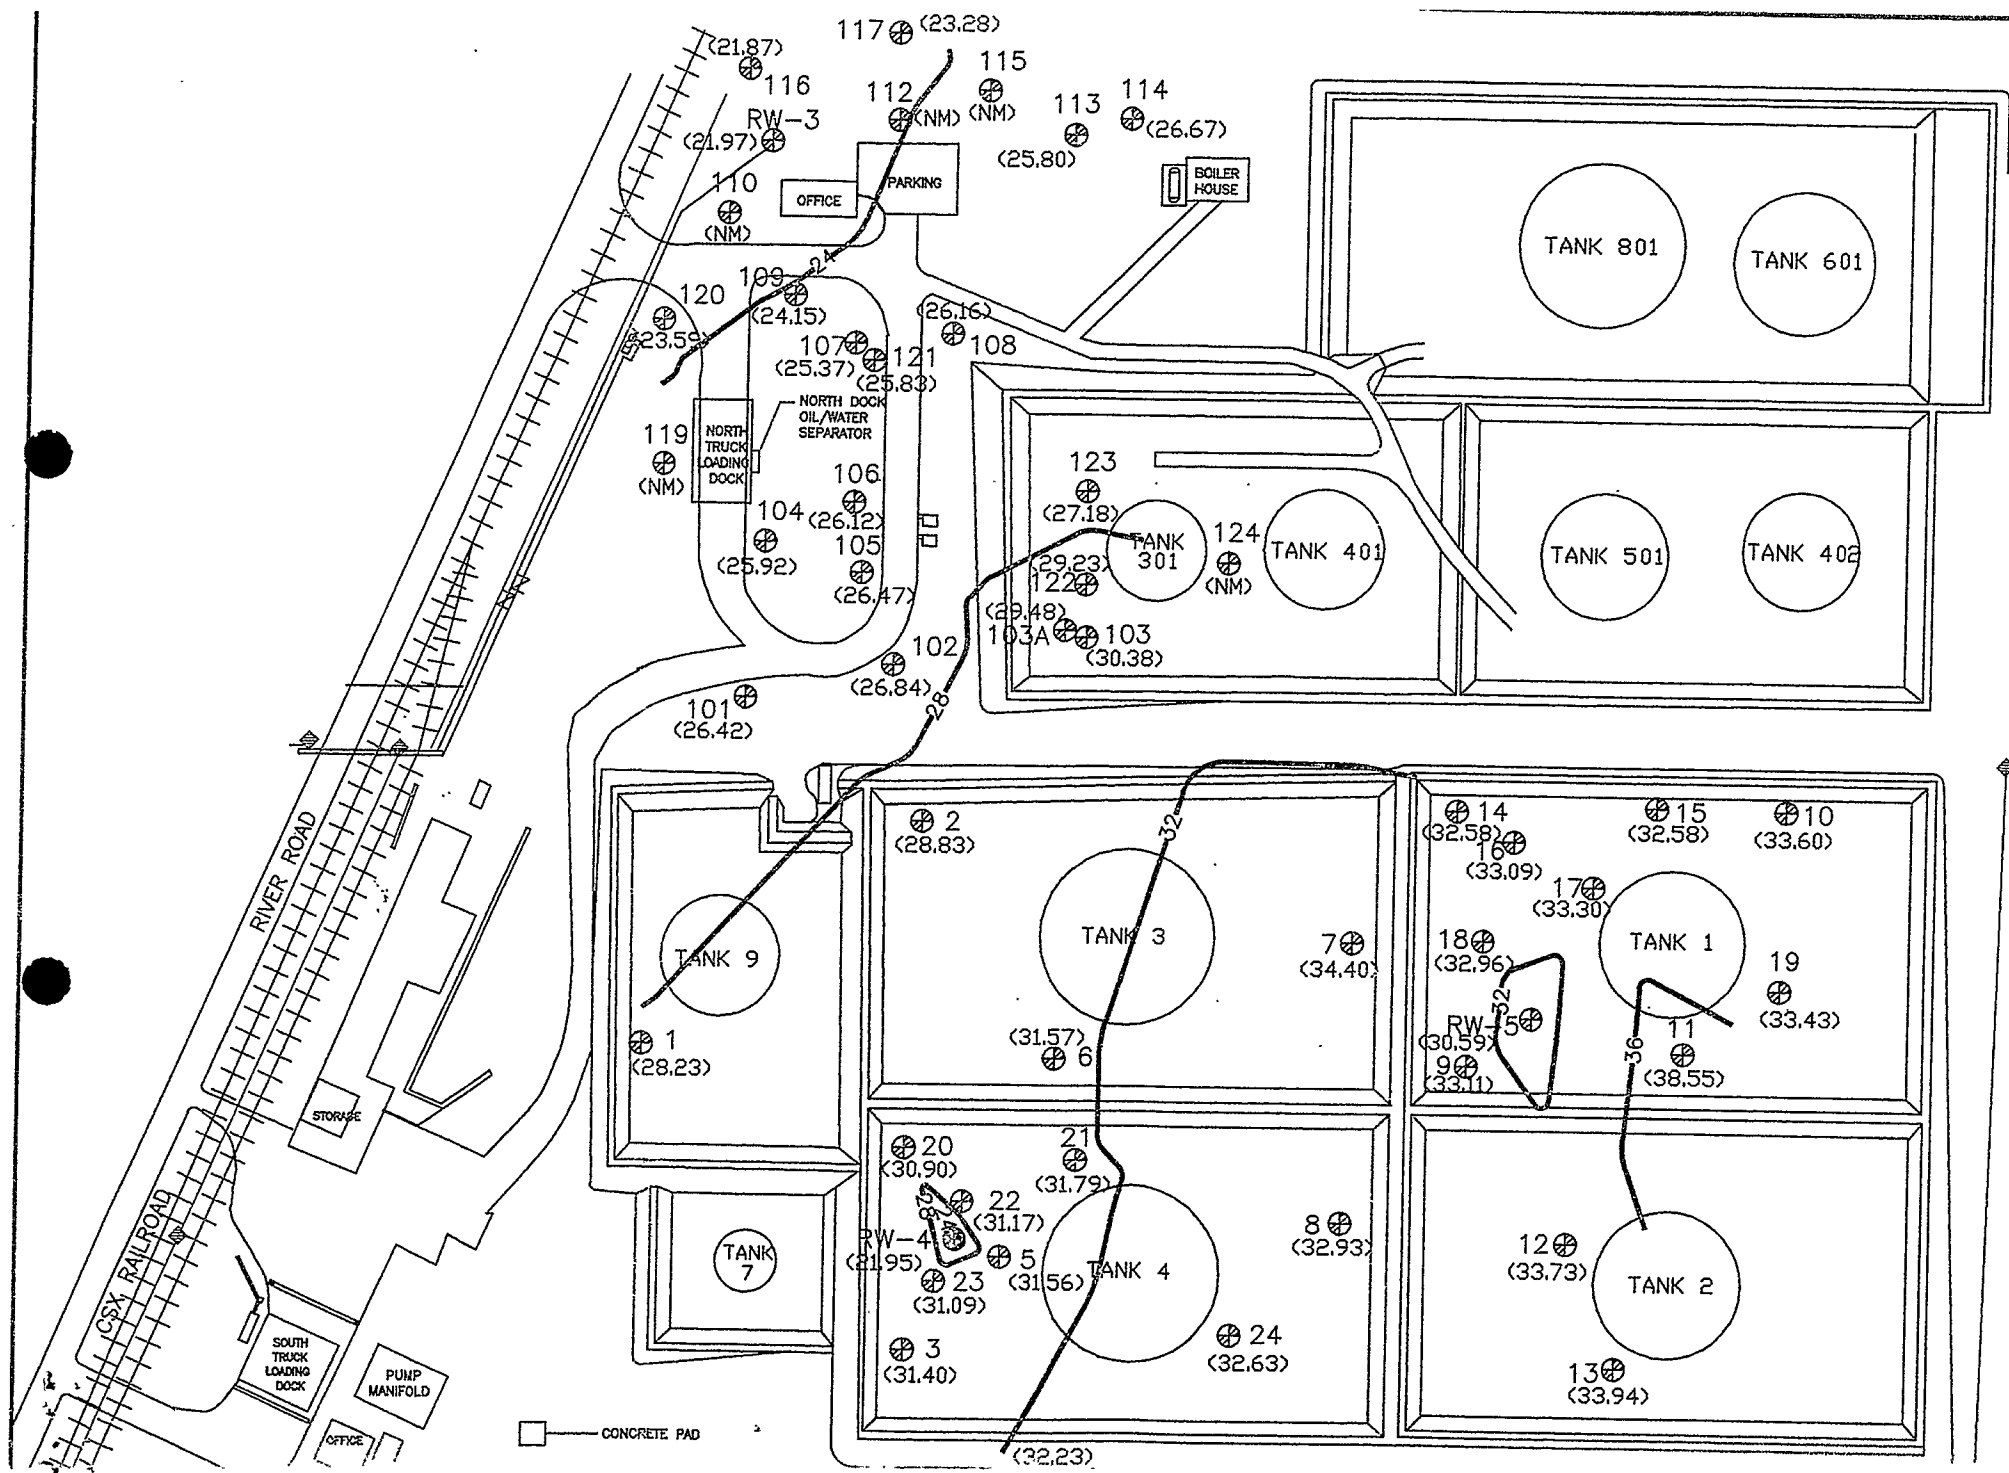 117
(23.28)
(21.87)
116
115
(NM)
112
(NM)
114
(26.67)
113
(25.80)
RW-3
(21.97)
110
(NM)
OFFICE
PARKING
BOILER
HOUSE
TANK 801
TANK 601
24
109
(24.15)
120
(23.59)
(26.16)
108
107
(25.37)
121
(25.83)
NORTH DOCK
OIL/WATER
SEPARATOR
NORTH
TRUCK
LOADING
DOCK
119
(NM)
106
(26.12)
104
(25.92)
105
(26.47)
123
(27.18)
TANK
301
124
(NM)
TANK 401
TANK 501
TANK 402
(29.23)
122
(29.48)
103A
103
(30.38)
102
(26.84)
101
(26.42)
28
RIVER ROAD
2
(28.83)
32
TANK 3
TANK 9
7
(34.40)
1
(28.23)
(31.57)
6
14
(32.58)
15
(32.58)
10
(33.60)
16
(33.09)
17
(33.30)
18
(32.96)
TANK 1
19
(33.43)
32
RW-5
(30.59)
9
(33.11)
36
11
(38.55)
STORAGE
20
(30.90)
21
(31.79)
28
24
22
(31.17)
RW-4
(21.95)
5
(31.56)
23
(31.09)
TANK 4
8
(32.93)
3
(31.40)
24
(32.63)
(32.23)
12
(33.73)
TANK 2
13
(33.94)
TANK
7
CSX RAILROAD
SOUTH
TRUCK
LOADING
DOCK
PUMP
MANIFOLD
OFFICE
CONCRETE PAD